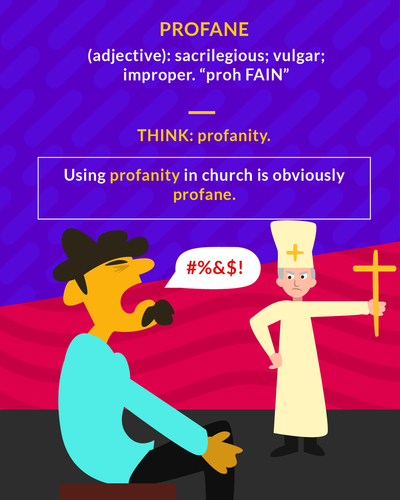 PROFANE
(adjective): sacrilegious; vulgar;
improper. “proh FAIN”
THINK: profanity.
Using profanity in church is obviously
profane.
#%&$!